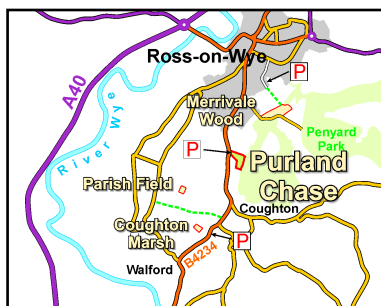 Ross-on-Wye
P
A40
Merrivale
Wood
River Wye
Penyard
Park
P
Purland
Chase
Parish Field
Coughton
Coughton
Marsh
P
B4234
Walford